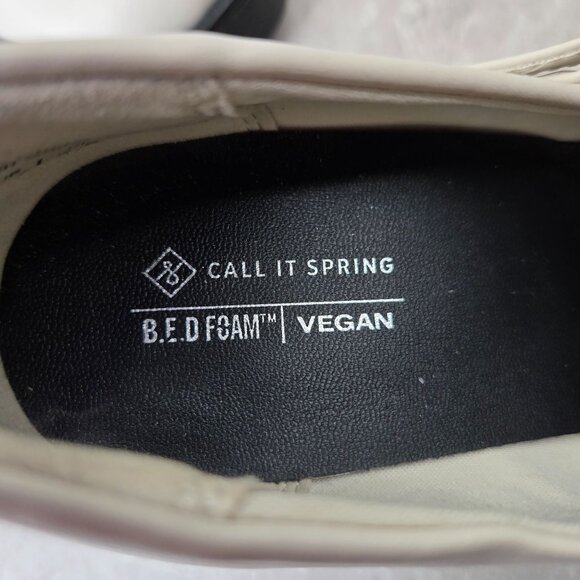 CALL IT SPRING
B.E.D FOAM™ | VEGAN